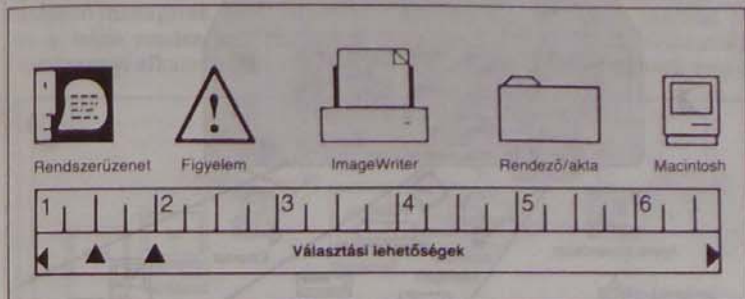 Rendszerüzenet Figyelem ImageWriter Rendező/akta Macintosh
1 2 3 4 5 6
Választási lehetőségek